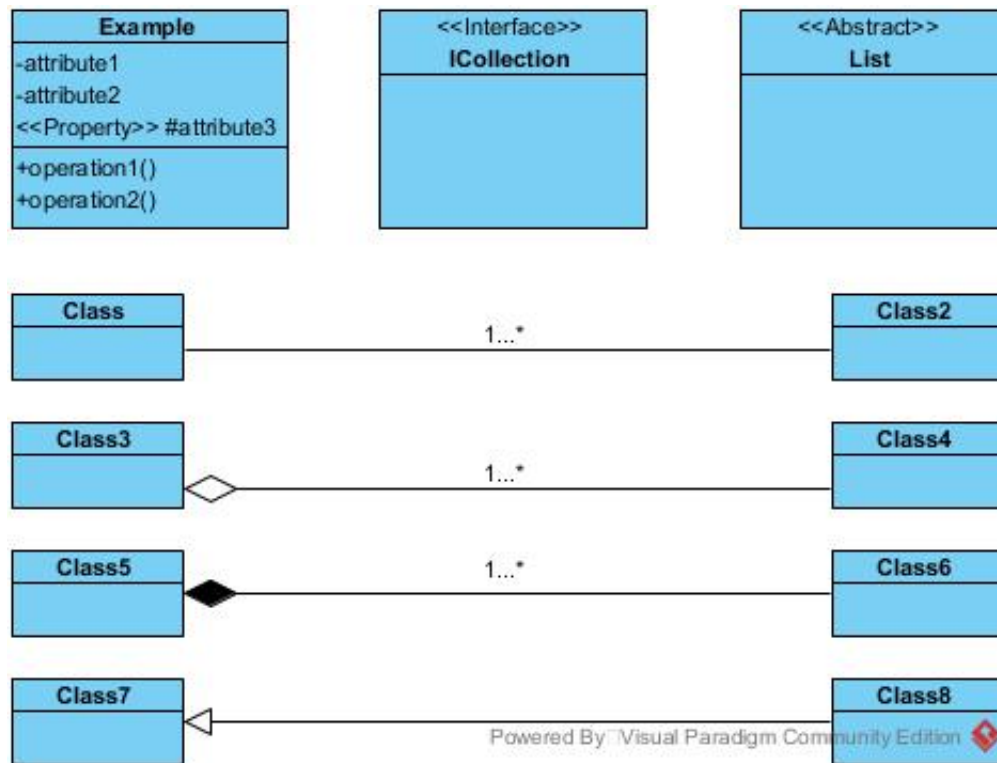 Example
-attribute1
-attribute2
<<Property>> #attribute3
+operation1()
+operation2()
<<Interface>>
ICollection
<<Abstract>>
List
Class
1...*
Class2
Class3
1...*
Class4
Class5
1...*
Class6
Class7
Class8
Powered By Visual Paradigm Community Edition